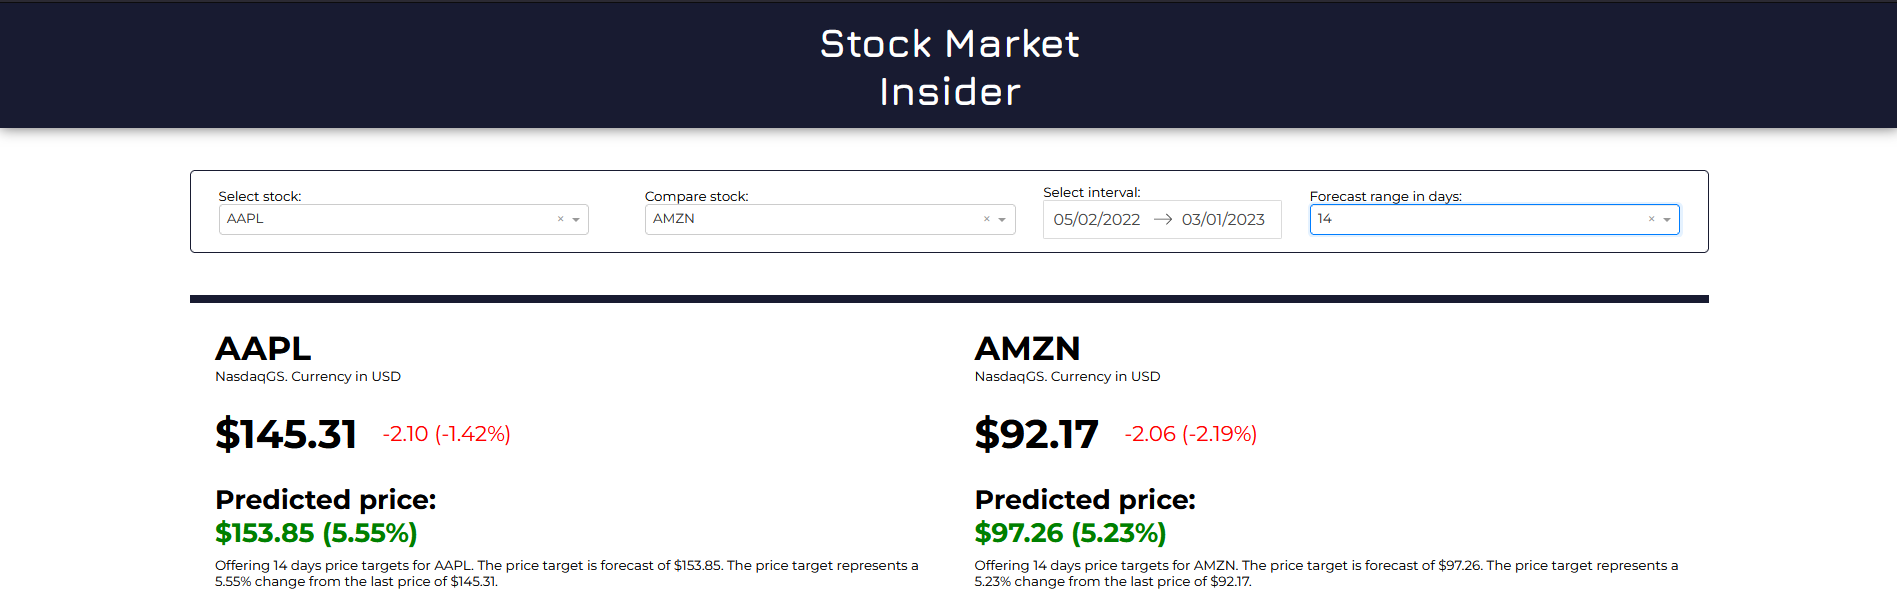 Stock Market
Insider
Select stock:
AAPL
Compare stock:
AMZN
Select interval:
05/02/2022 → 03/01/2023
Forecast range in days:
14
AAPL
NasdaqGS. Currency in USD
$145.31 -2.10 (-1.42%)
Predicted price:
$153.85 (5.55%)
Offering 14 days price targets for AAPL. The price target is forecast of $153.85. The price target represents a
5.55% change from the last price of $145.31.
AMZN
NasdaqGS. Currency in USD
$92.17 -2.06 (-2.19%)
Predicted price:
$97.26 (5.23%)
Offering 14 days price targets for AMZN. The price target is forecast of $97.26. The price target represents a
5.23% change from the last price of $92.17.